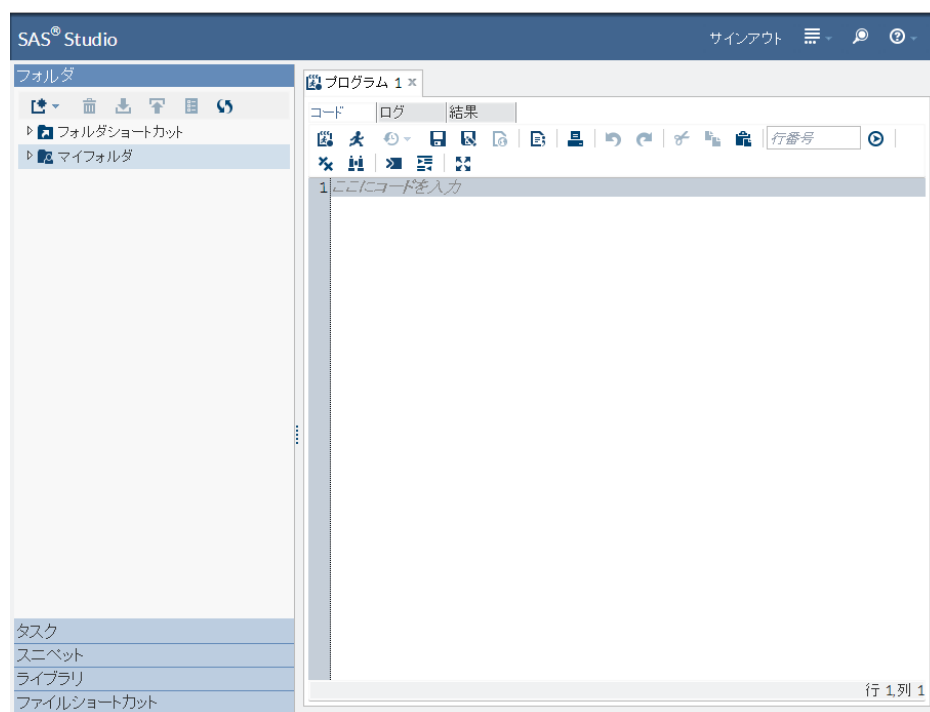 SAS® Studio
サインアウト
フォルダ
フォルダショートカット
マイフォルダ
タスク
スニペット
ライブラリ
ファイルショートカット
プログラム 1 ×
コード ログ 結果
行番号
1 ここにコードを入力
行 1,列 1